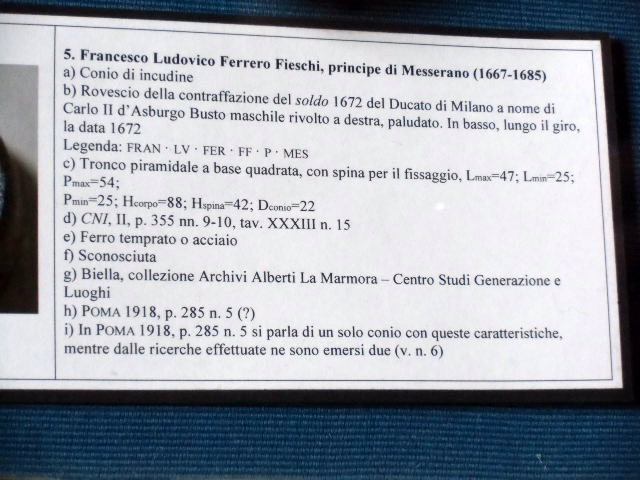 5. Francesco Ludovico Ferrero Fieschi, principe di Messerano (1667-1685)
a) Conio di incudine
b) Rovescio della contraffazione del soldo 1672 del Ducato di Milano a nome di
Carlo II d'Asburgo Busto maschile rivolto a destra, paludato. In basso, lungo il giro,
la data 1672
Legenda: FRAN · LV · FER · FF · P · MES
c) Tronco piramidale a base quadrata, con spina per il fissaggio, Lmax=47; Lmin=25;
Pmax=54;
Pmin=25; Hcorpo=88; Hspina=42; Dconio=22
d) CNI, II, p. 355 nn. 9-10, tav. XXXIII n. 15
e) Ferro temprato o acciaio
f) Sconosciuta
g) Biella, collezione Archivi Alberti La Marmora – Centro Studi Generazione e
Luoghi
h) POMA 1918, p. 285 n. 5 (?)
i) In POMA 1918, p. 285 n. 5 si parla di un solo conio con queste caratteristiche,
mentre dalle ricerche effettuate ne sono emersi due (v. n. 6)